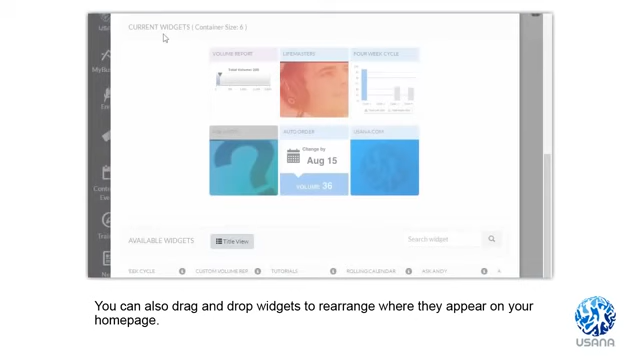 CURRENT WIDGETS ( Container Size: 6 )
VOLUME REPORT
LIFEMASTERS
FOUR WEEK CYCLE
AUTO ORDER
USANA.COM
Change by
Aug 15
VOLUME: 36
AVAILABLE WIDGETS
Title View
Search widget
CUSTOM VOLUME REP.
TUTORIALS
ROLLING CALENDAR
ASK ANDY!
You can also drag and drop widgets to rearrange where they appear on your
homepage.
USANA